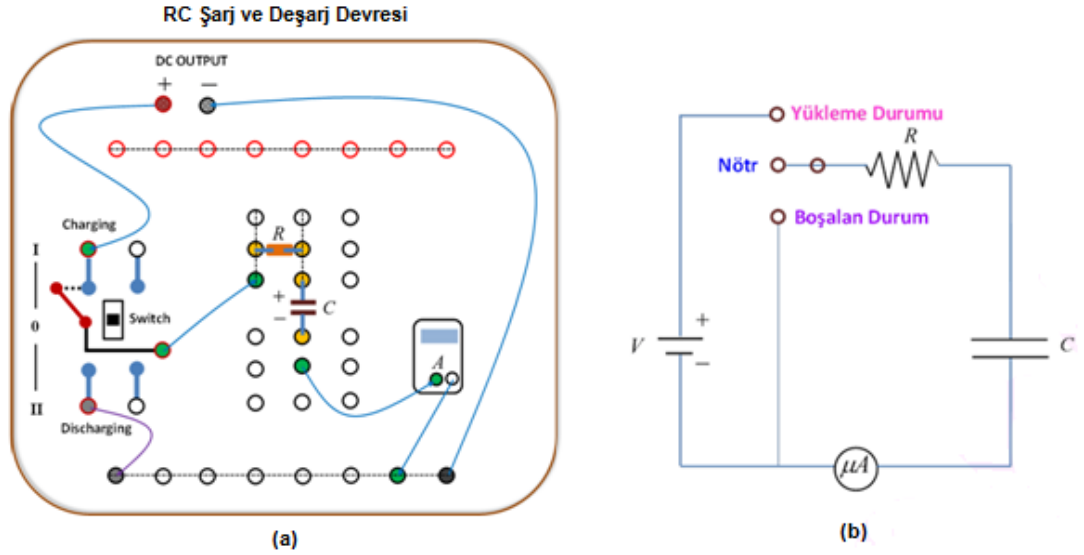 RC Şarj ve Deşarj Devresi
DC OUTPUT
+ −
Charging
I
0
II
Switch
Discharging
R
+
−
C
A
(a)
Yükleme Durumu
R
Nötr
Boşalan Durum
V
+
−
C
μA
(b)